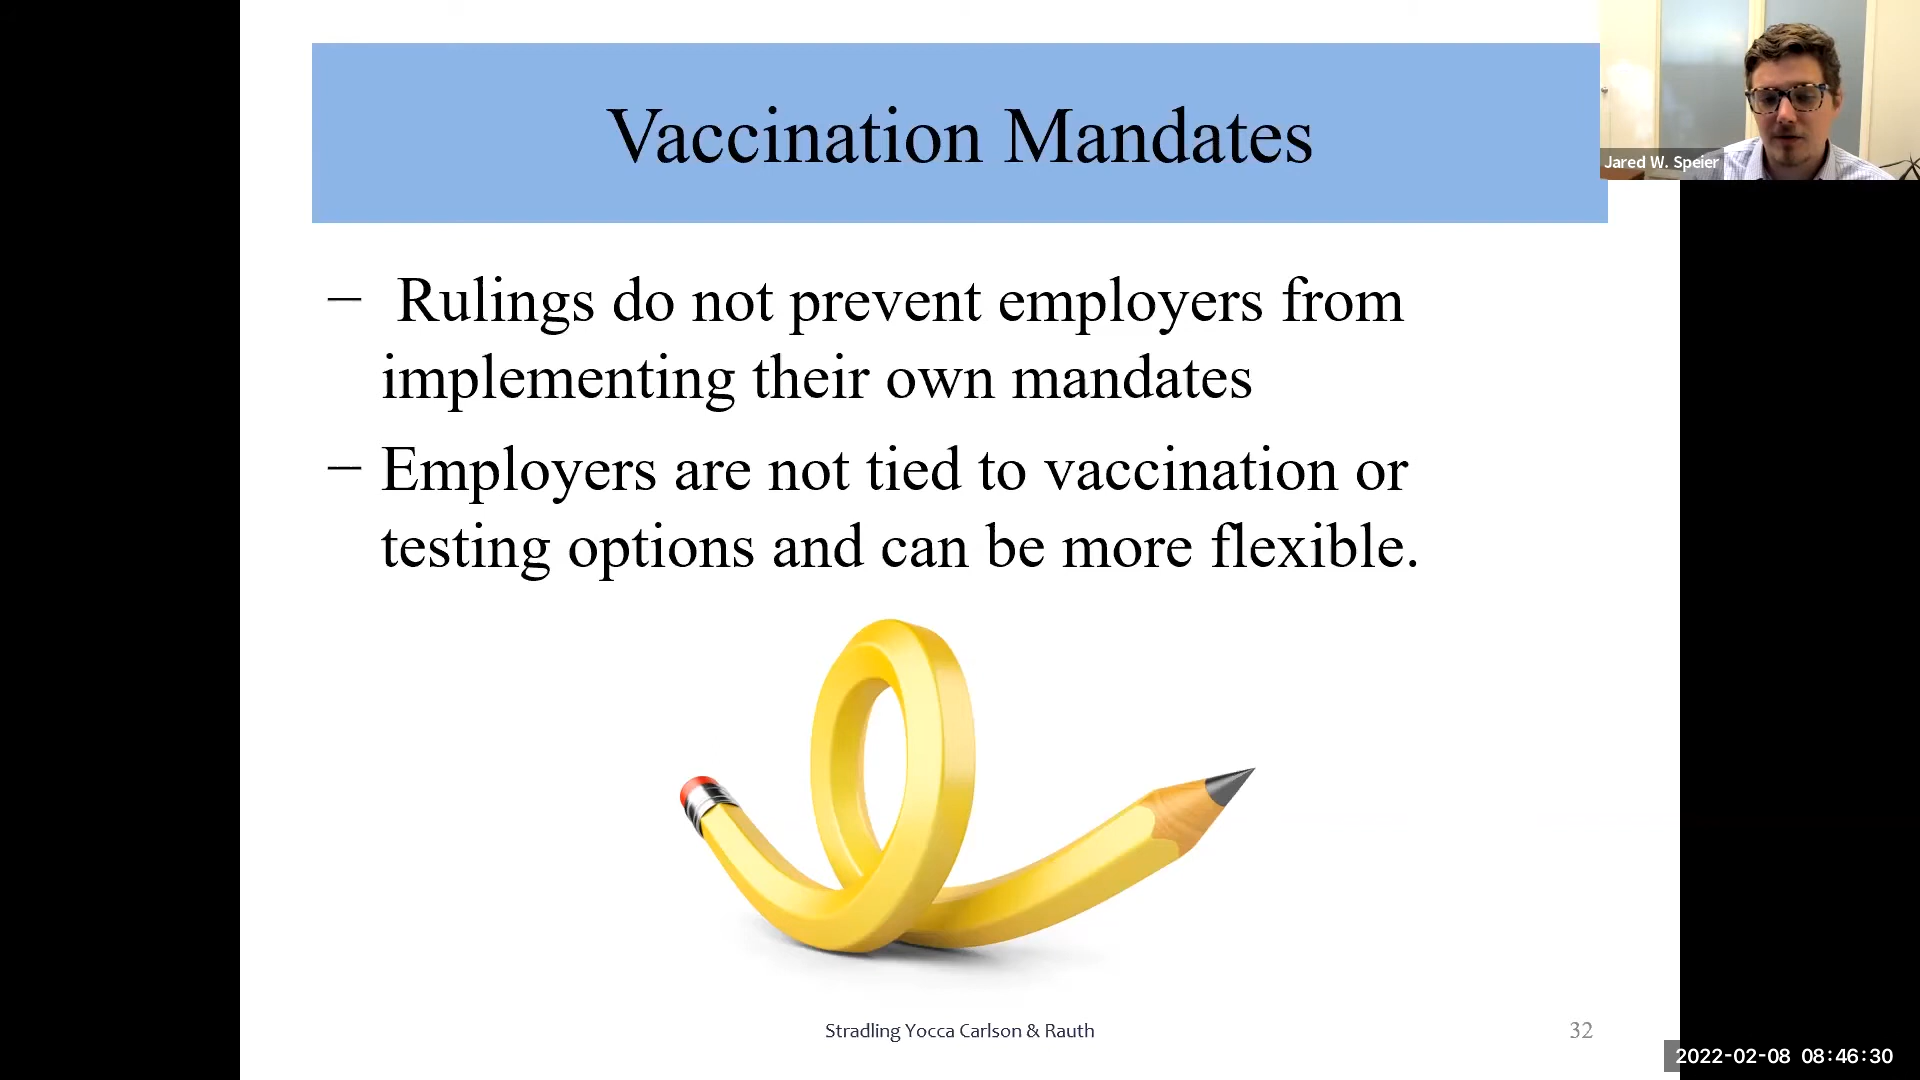 Vaccination Mandates
Jared W. Speier
– Rulings do not prevent employers from
implementing their own mandates
– Employers are not tied to vaccination or
testing options and can be more flexible.
Stradling Yocca Carlson & Rauth
32
2022-02-08 08:46:30